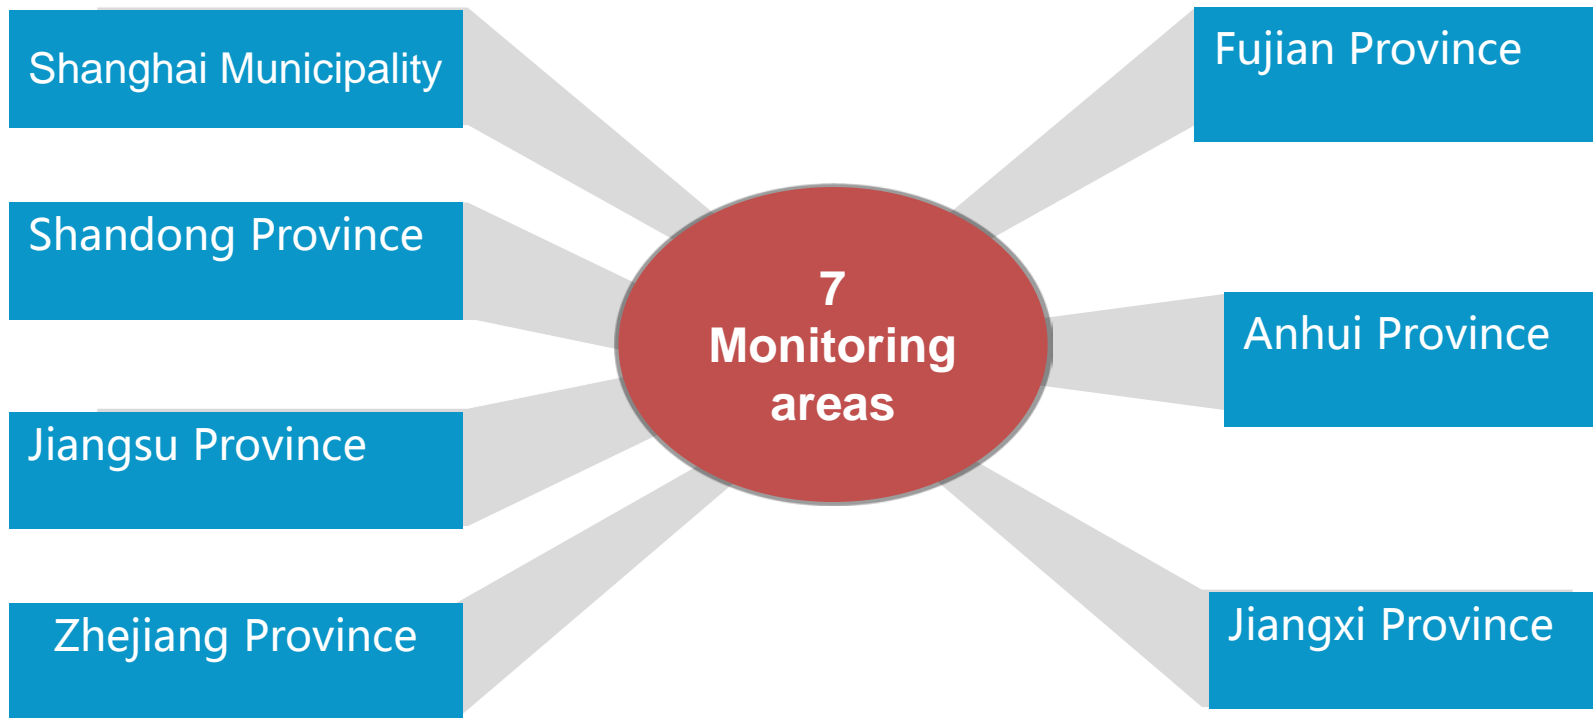 Shanghai Municipality
Shandong Province
Jiangsu Province
Zhejiang Province
7
Monitoring
areas
Fujian Province
Anhui Province
Jiangxi Province